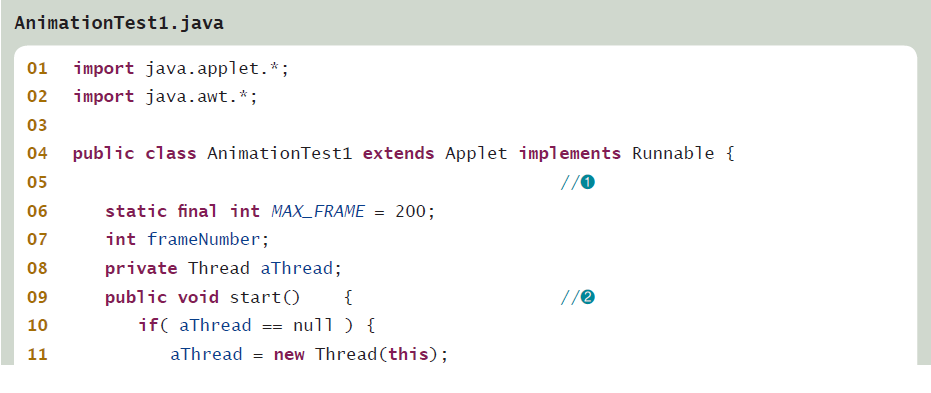 AnimationTest1.java
01 import java.applet.*;
02 import java.awt.*;
03
04 public class AnimationTest1 extends Applet implements Runnable {
05 //❶
06 static final int MAX_FRAME = 200;
07 int frameNumber;
08 private Thread aThread;
09 public void start() { //❷
10 if( aThread == null ) {
11 aThread = new Thread(this);